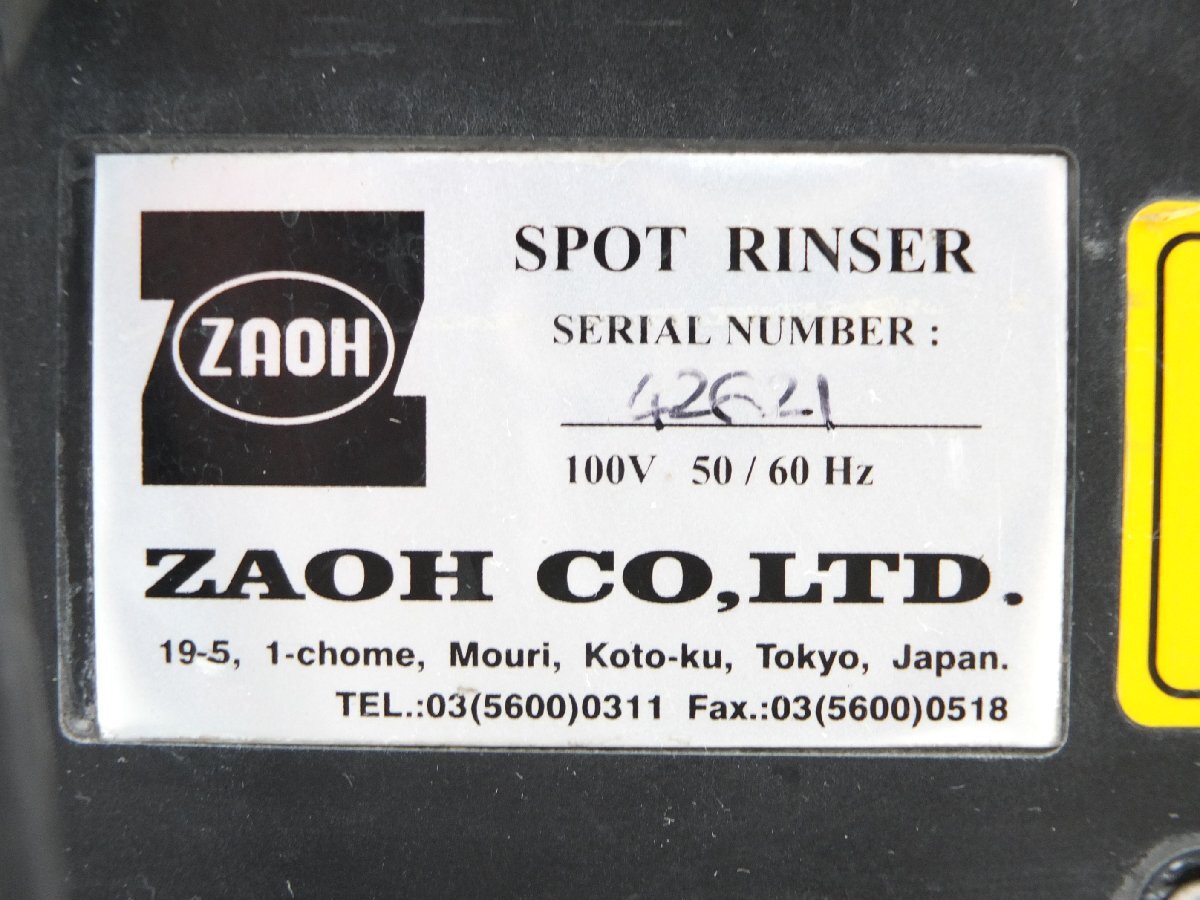 ZAOH
SPOT RINSER
SERIAL NUMBER :
42621
100V 50 / 60 Hz
ZAOH CO,LTD.
19-5, 1-chome, Mouri, Koto-ku, Tokyo, Japan.
TEL.:03(5600)0311 Fax.:03(5600)0518